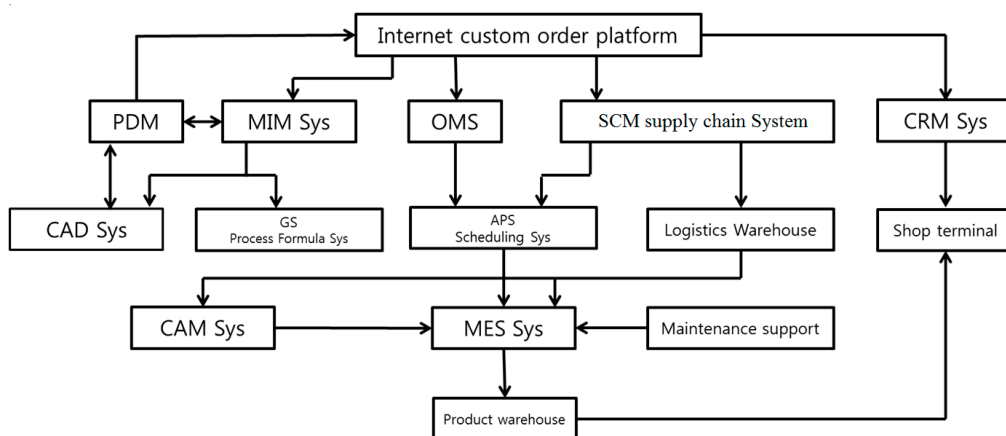 Internet custom order platform
PDM
MIM Sys
OMS
SCM supply chain System
CRM Sys
CAD Sys
GS
Process Formula Sys
APS
Scheduling Sys
Logistics Warehouse
Shop terminal
CAM Sys
MES Sys
Maintenance support
Product warehouse